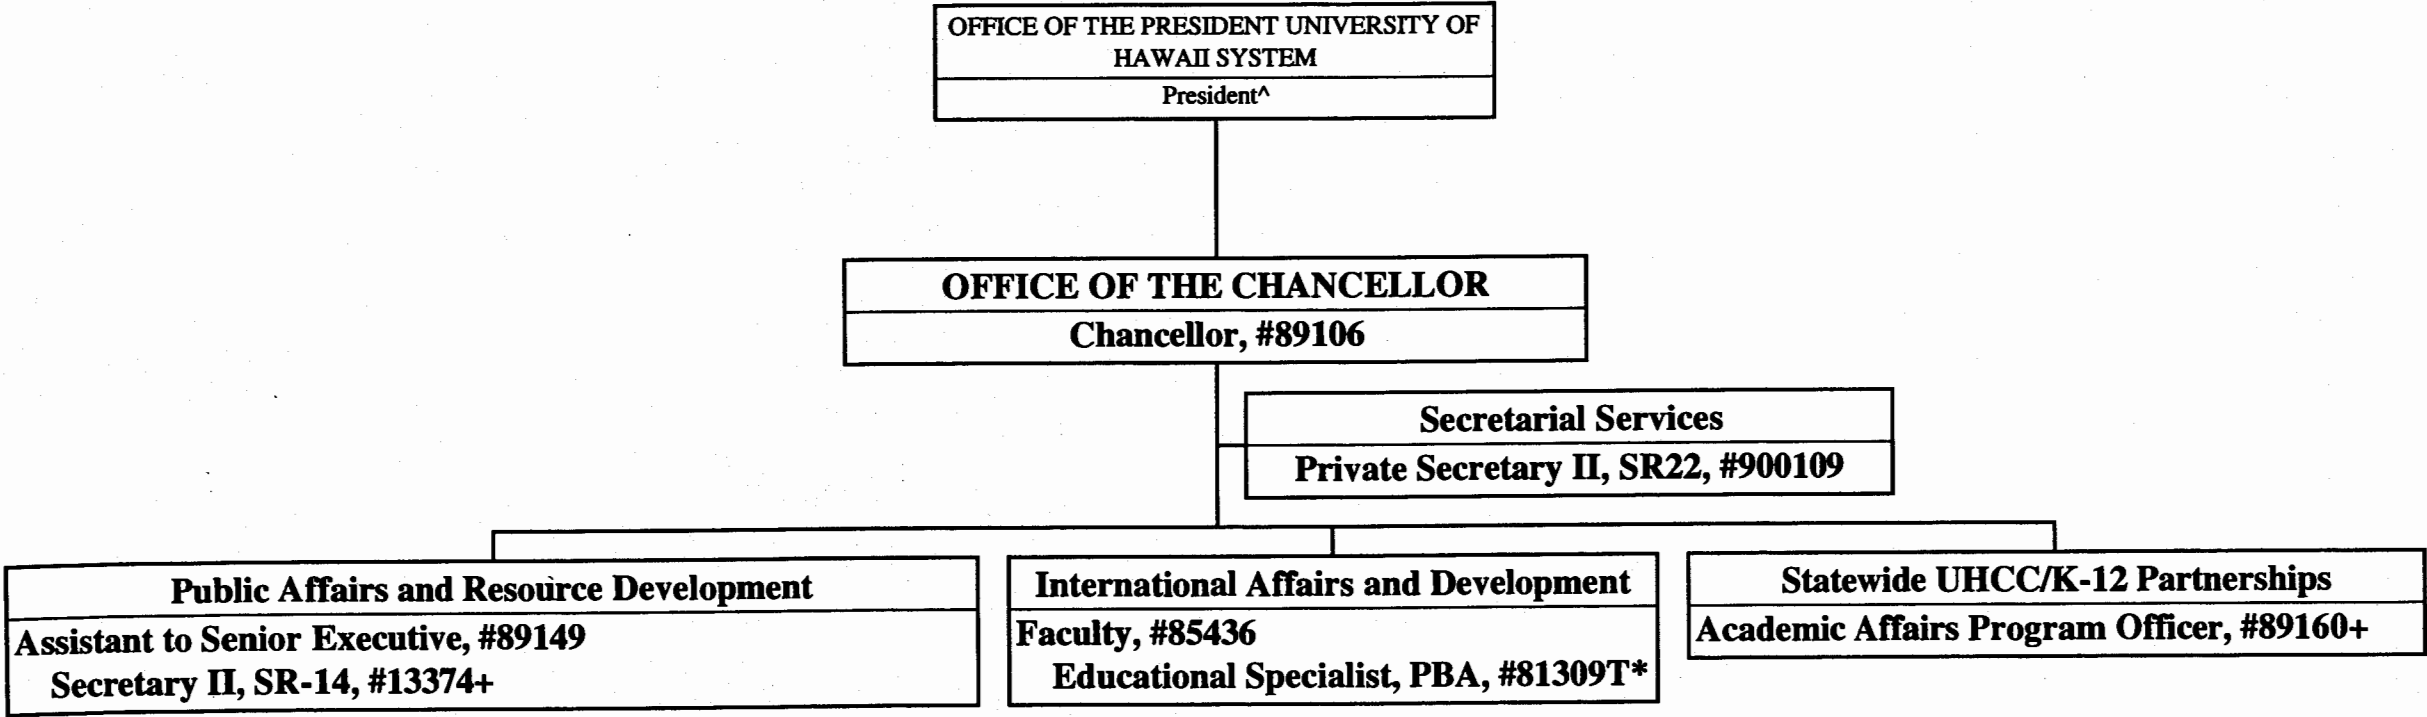 OFFICE OF THE PRESIDENT UNIVERSITY OF
HAWAII SYSTEM
President^
OFFICE OF THE CHANCELLOR
Chancellor, #89106
Secretarial Services
Private Secretary II, SR22, #900109
Public Affairs and Resource Development
Assistant to Senior Executive, #89149
Secretary II, SR-14, #13374+
International Affairs and Development
Faculty, #85436
Educational Specialist, PBA, #81309T*
Statewide UHCC/K-12 Partnerships
Academic Affairs Program Officer, #89160+